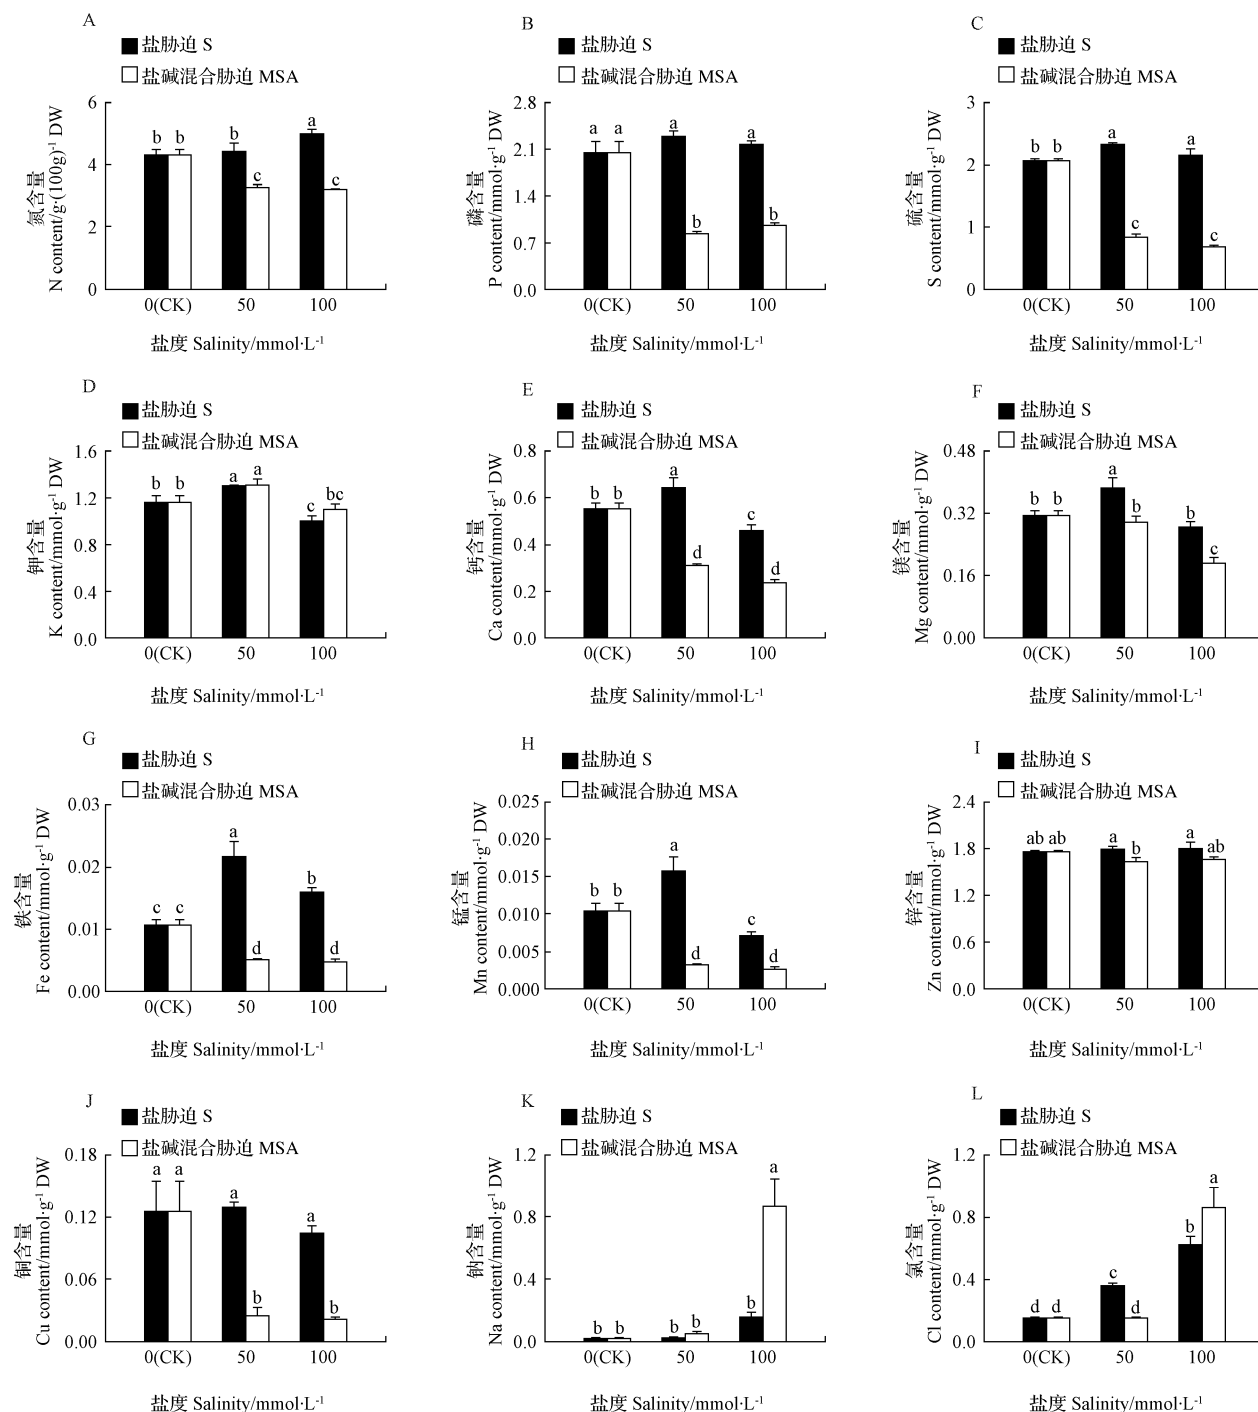 A
盐胁迫 S
盐碱混合胁迫 MSA
氮含量
N content/g·(100g)⁻¹ DW
6
4
2
0
b b b c a c
0(CK) 50 100
盐度 Salinity/mmol·L⁻¹
B
盐胁迫 S
盐碱混合胁迫 MSA
磷含量
P content/mmol·g⁻¹ DW
2.8
2.1
1.4
0.7
0.0
a a a b a b
0(CK) 50 100
盐度 Salinity/mmol·L⁻¹
C
盐胁迫 S
盐碱混合胁迫 MSA
硫含量
S content/mmol·g⁻¹ DW
3
2
1
0
b b a c a c
0(CK) 50 100
盐度 Salinity/mmol·L⁻¹
D
盐胁迫 S
盐碱混合胁迫 MSA
钾含量
K content/mmol·g⁻¹ DW
1.6
1.2
0.8
0.4
0.0
b b a a c bc
0(CK) 50 100
盐度 Salinity/mmol·L⁻¹
E
盐胁迫 S
盐碱混合胁迫 MSA
钙含量
Ca content/mmol·g⁻¹ DW
0.8
0.6
0.4
0.2
0.0
b b a d c d
0(CK) 50 100
盐度 Salinity/mmol·L⁻¹
F
盐胁迫 S
盐碱混合胁迫 MSA
镁含量
Mg content/mmol·g⁻¹ DW
0.48
0.32
0.16
0.00
b b a b b c
0(CK) 50 100
盐度 Salinity/mmol·L⁻¹
G
盐胁迫 S
盐碱混合胁迫 MSA
铁含量
Fe content/mmol·g⁻¹ DW
0.03
0.02
0.01
0.00
c c a d b d
0(CK) 50 100
盐度 Salinity/mmol·L⁻¹
H
盐胁迫 S
盐碱混合胁迫 MSA
锰含量
Mn content/mmol·g⁻¹ DW
0.025
0.020
0.015
0.010
0.005
0.000
b b a d c d
0(CK) 50 100
盐度 Salinity/mmol·L⁻¹
I
盐胁迫 S
盐碱混合胁迫 MSA
锌含量
Zn content/mmol·g⁻¹ DW
2.4
1.8
1.2
0.6
0.0
ab ab a b a ab
0(CK) 50 100
盐度 Salinity/mmol·L⁻¹
J
盐胁迫 S
盐碱混合胁迫 MSA
铜含量
Cu content/mmol·g⁻¹ DW
0.18
0.12
0.06
0.00
a a a b a b
0(CK) 50 100
盐度 Salinity/mmol·L⁻¹
K
盐胁迫 S
盐碱混合胁迫 MSA
钠含量
Na content/mmol·g⁻¹ DW
1.2
0.8
0.4
0.0
b b b b b a
0(CK) 50 100
盐度 Salinity/mmol·L⁻¹
L
盐胁迫 S
盐碱混合胁迫 MSA
氯含量
Cl content/mmol·g⁻¹ DW
1.2
0.8
0.4
0.0
d d c d b a
0(CK) 50 100
盐度 Salinity/mmol·L⁻¹